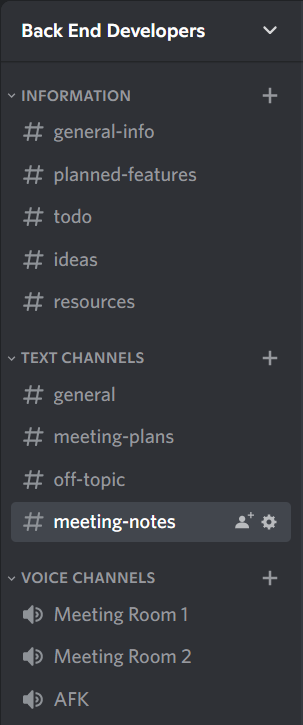 Back End Developers
INFORMATION
general-info
planned-features
todo
ideas
resources
TEXT CHANNELS
general
meeting-plans
off-topic
meeting-notes
VOICE CHANNELS
Meeting Room 1
Meeting Room 2
AFK